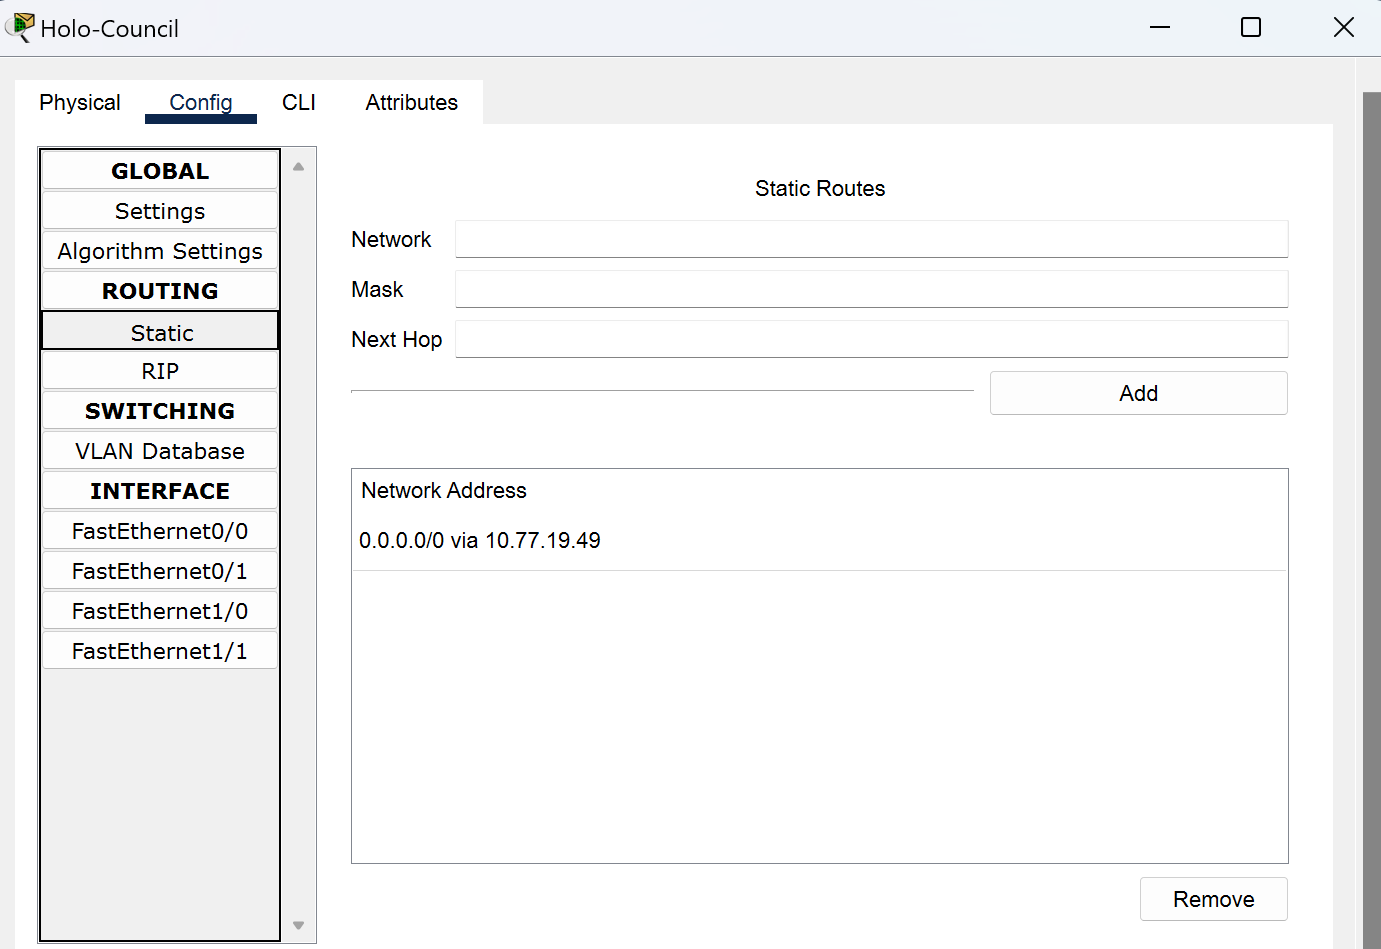 Holo-Council
Physical Config CLI Attributes
GLOBAL
Settings
Algorithm Settings
ROUTING
Static
RIP
SWITCHING
VLAN Database
INTERFACE
FastEthernet0/0
FastEthernet0/1
FastEthernet1/0
FastEthernet1/1
Static Routes
Network
Mask
Next Hop
Add
Network Address
0.0.0.0/0 via 10.77.19.49
Remove